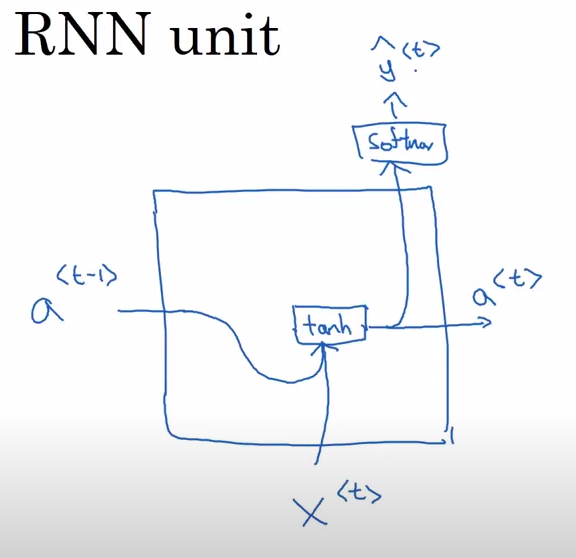 RNN unit
ŷ<t>
softmax
a<t-1>
a<t>
tanh
x<t>